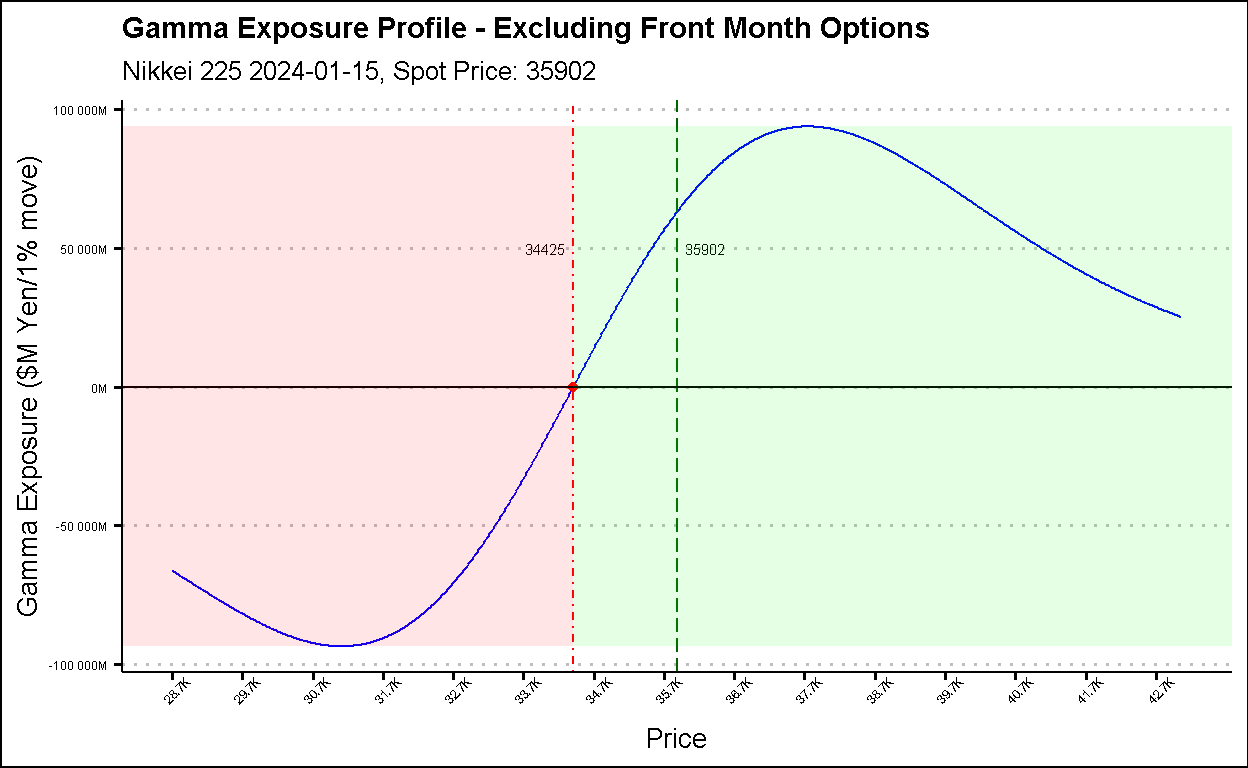 Gamma Exposure Profile - Excluding Front Month Options
Nikkei 225 2024-01-15, Spot Price: 35902
Gamma Exposure ($M Yen/1% move)
100 000M
50 000M
0M
-50 000M
-100 000M
34425
35902
28.7K
29.7K
30.7K
31.7K
32.7K
33.7K
34.7K
35.7K
36.7K
37.7K
38.7K
39.7K
40.7K
41.7K
42.7K
Price